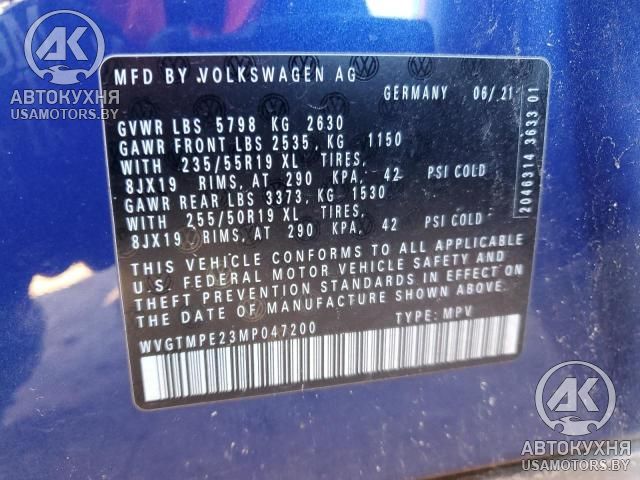 AK
АВТОКУХНЯ
USAMOTORS.BY
MFD BY VOLKSWAGEN AG
GERMANY 06/21
GVWR LBS 5798 KG 2630
GAWR FRONT LBS 2535, KG 1150
WITH 235/55R19 XL TIRES,
8JX19 RIMS, AT 290 KPA, 42 PSI COLD
GAWR REAR LBS 3373, KG 1530
WITH 255/50R19 XL TIRES,
8JX19 RIMS, AT 290 KPA, 42 PSI COLD
THIS VEHICLE CONFORMS TO ALL APPLICABLE
U.S. FEDERAL MOTOR VEHICLE SAFETY AND
THEFT PREVENTION STANDARDS IN EFFECT ON THE
DATE OF MANUFACTURE SHOWN ABOVE.
WVGTMPE23MP047200 TYPE: MPV
2046314 3633 01
AK
АВТОКУХНЯ
USAMOTORS.BY